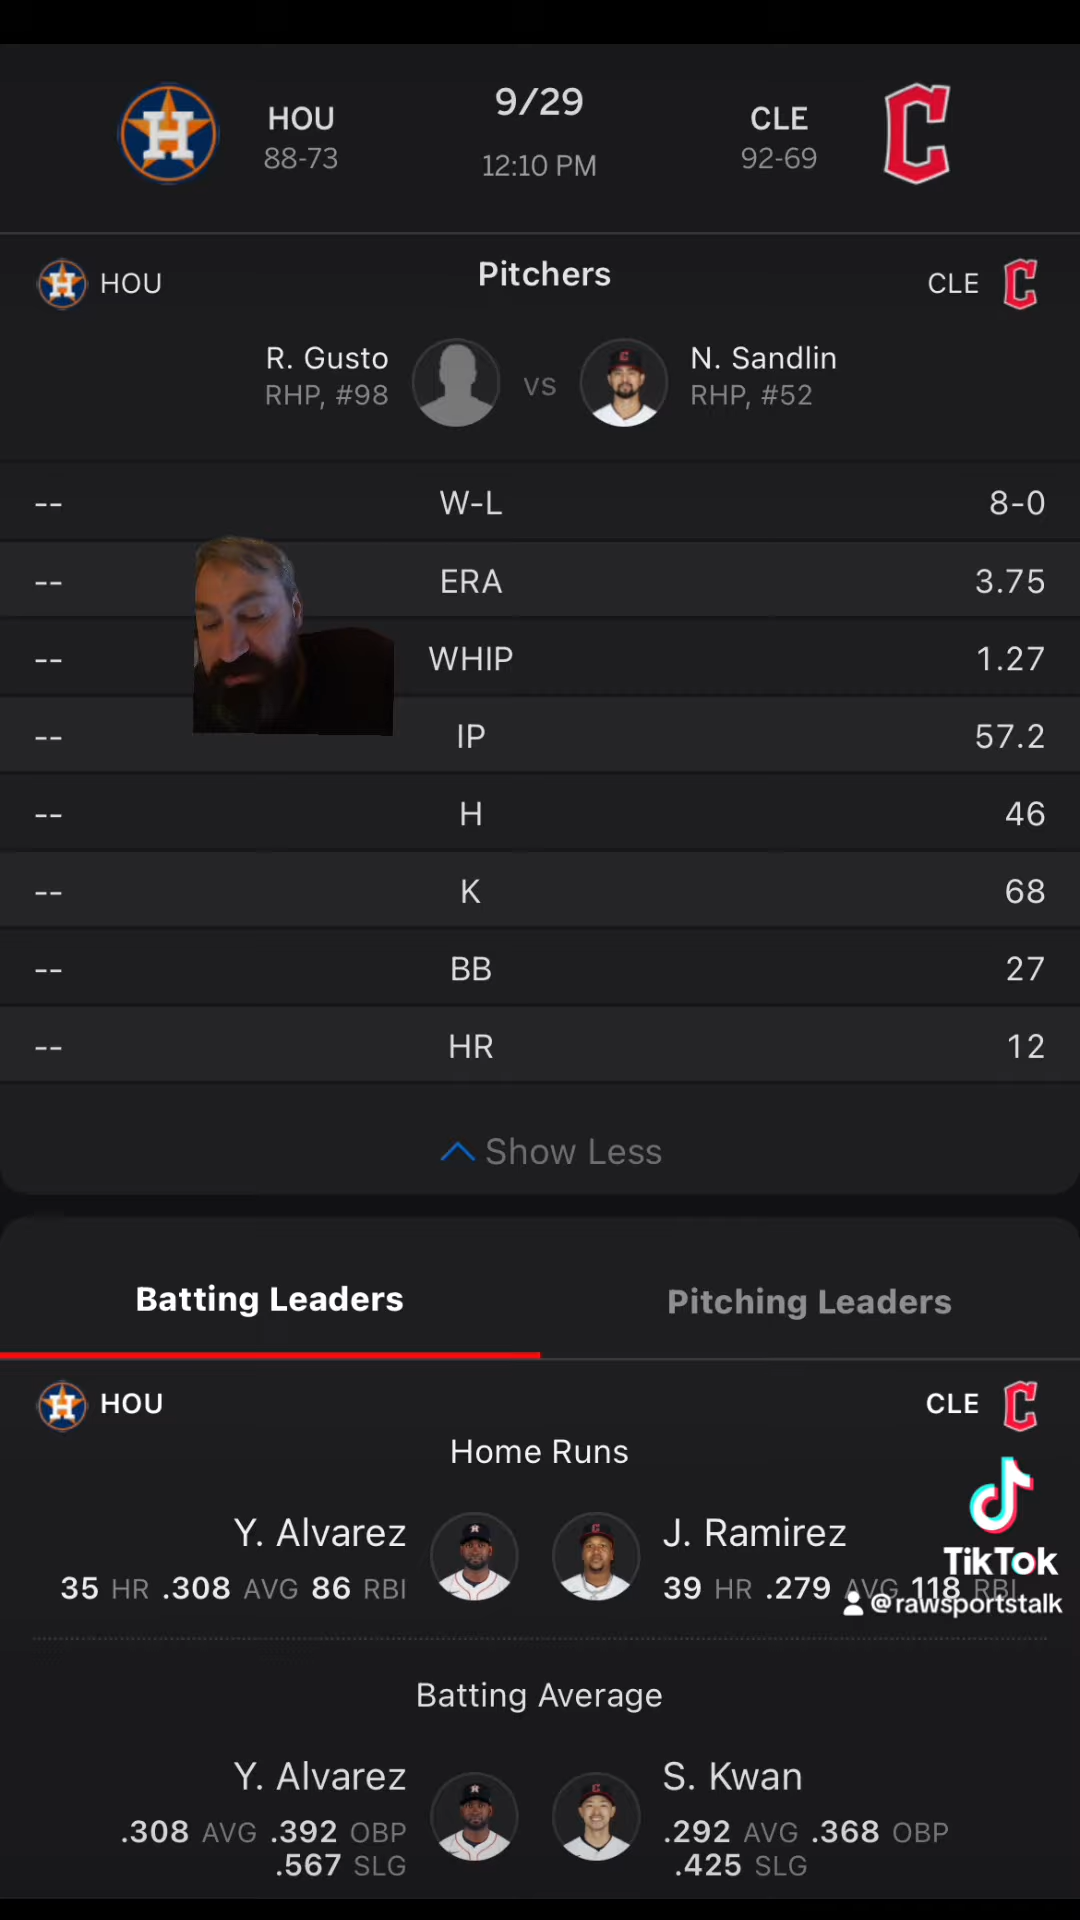 HOU
88-73
9/29
12:10 PM
CLE
92-69
HOU
Pitchers
CLE
R. Gusto
RHP, #98
vs
N. Sandlin
RHP, #52
-- W-L 8-0
-- ERA 3.75
-- WHIP 1.27
-- IP 57.2
-- H 46
-- K 68
-- BB 27
-- HR 12
Show Less
Batting Leaders
Pitching Leaders
HOU
CLE
Home Runs
Y. Alvarez
35 HR .308 AVG 86 RBI
J. Ramirez
39 HR .279 AVG 118 RBI
TikTok
@rawsportstalk
Batting Average
Y. Alvarez
.308 AVG .392 OBP
.567 SLG
S. Kwan
.292 AVG .368 OBP
.425 SLG